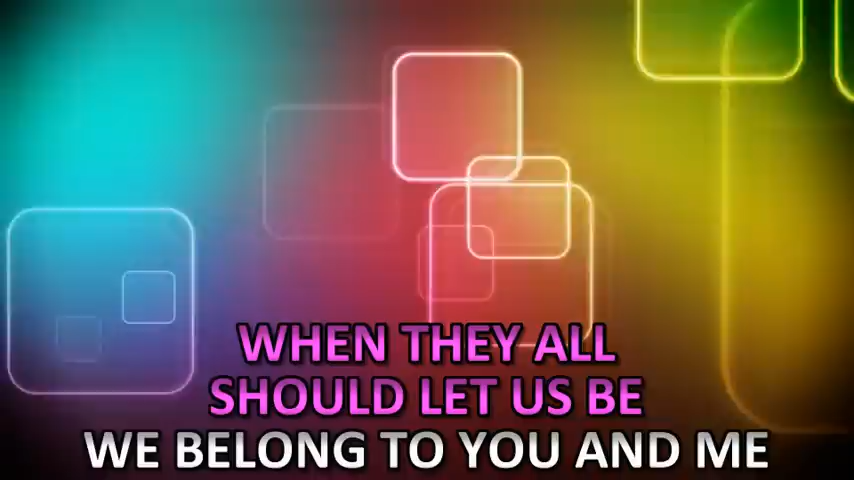 WHEN THEY ALL
SHOULD LET US BE
WE BELONG TO YOU AND ME